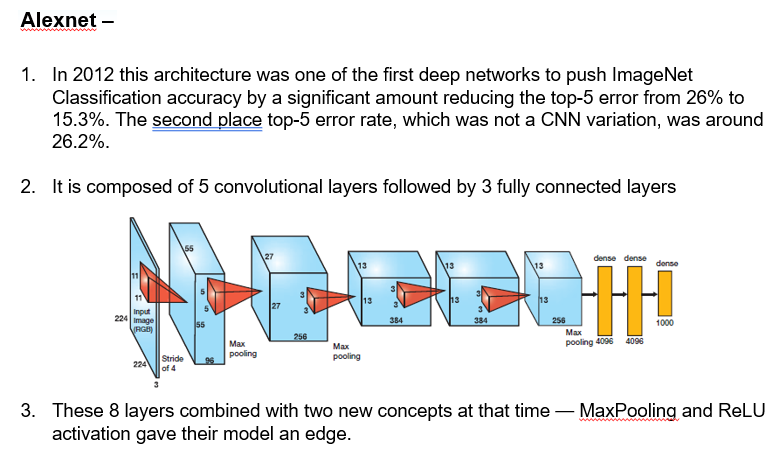 Alexnet –
1. In 2012 this architecture was one of the first deep networks to push ImageNet
Classification accuracy by a significant amount reducing the top-5 error from 26% to
15.3%. The second place top-5 error rate, which was not a CNN variation, was around
26.2%.
2. It is composed of 5 convolutional layers followed by 3 fully connected layers
55
27
13
13
13
dense dense dense
11
11
5
5
3
3
3
3
3
3
Input
Image
(RGB)
224
55
27
13
13
13
384
384
256
256
1000
Max
pooling
Max
pooling
Max
pooling
4096
4096
224
Stride
of 4
96
3
3. These 8 layers combined with two new concepts at that time — MaxPooling and ReLU
activation gave their model an edge.